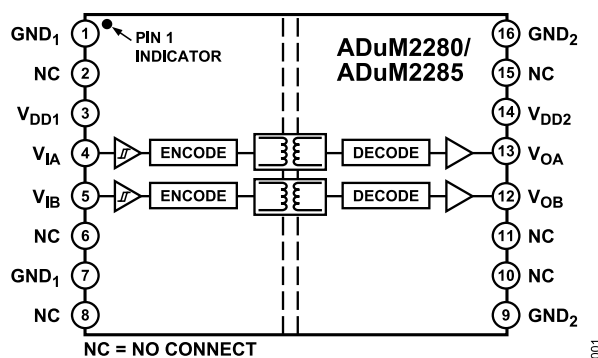 GND1 1 PIN 1 INDICATOR ADuM2280/ 16 GND2
NC 2 ADuM2285 15 NC
VDD1 3 14 VDD2
VIA 4 ENCODE DECODE 13 VOA
VIB 5 ENCODE DECODE 12 VOB
NC 6 11 NC
GND1 7 10 NC
NC 8 9 GND2
NC = NO CONNECT
001